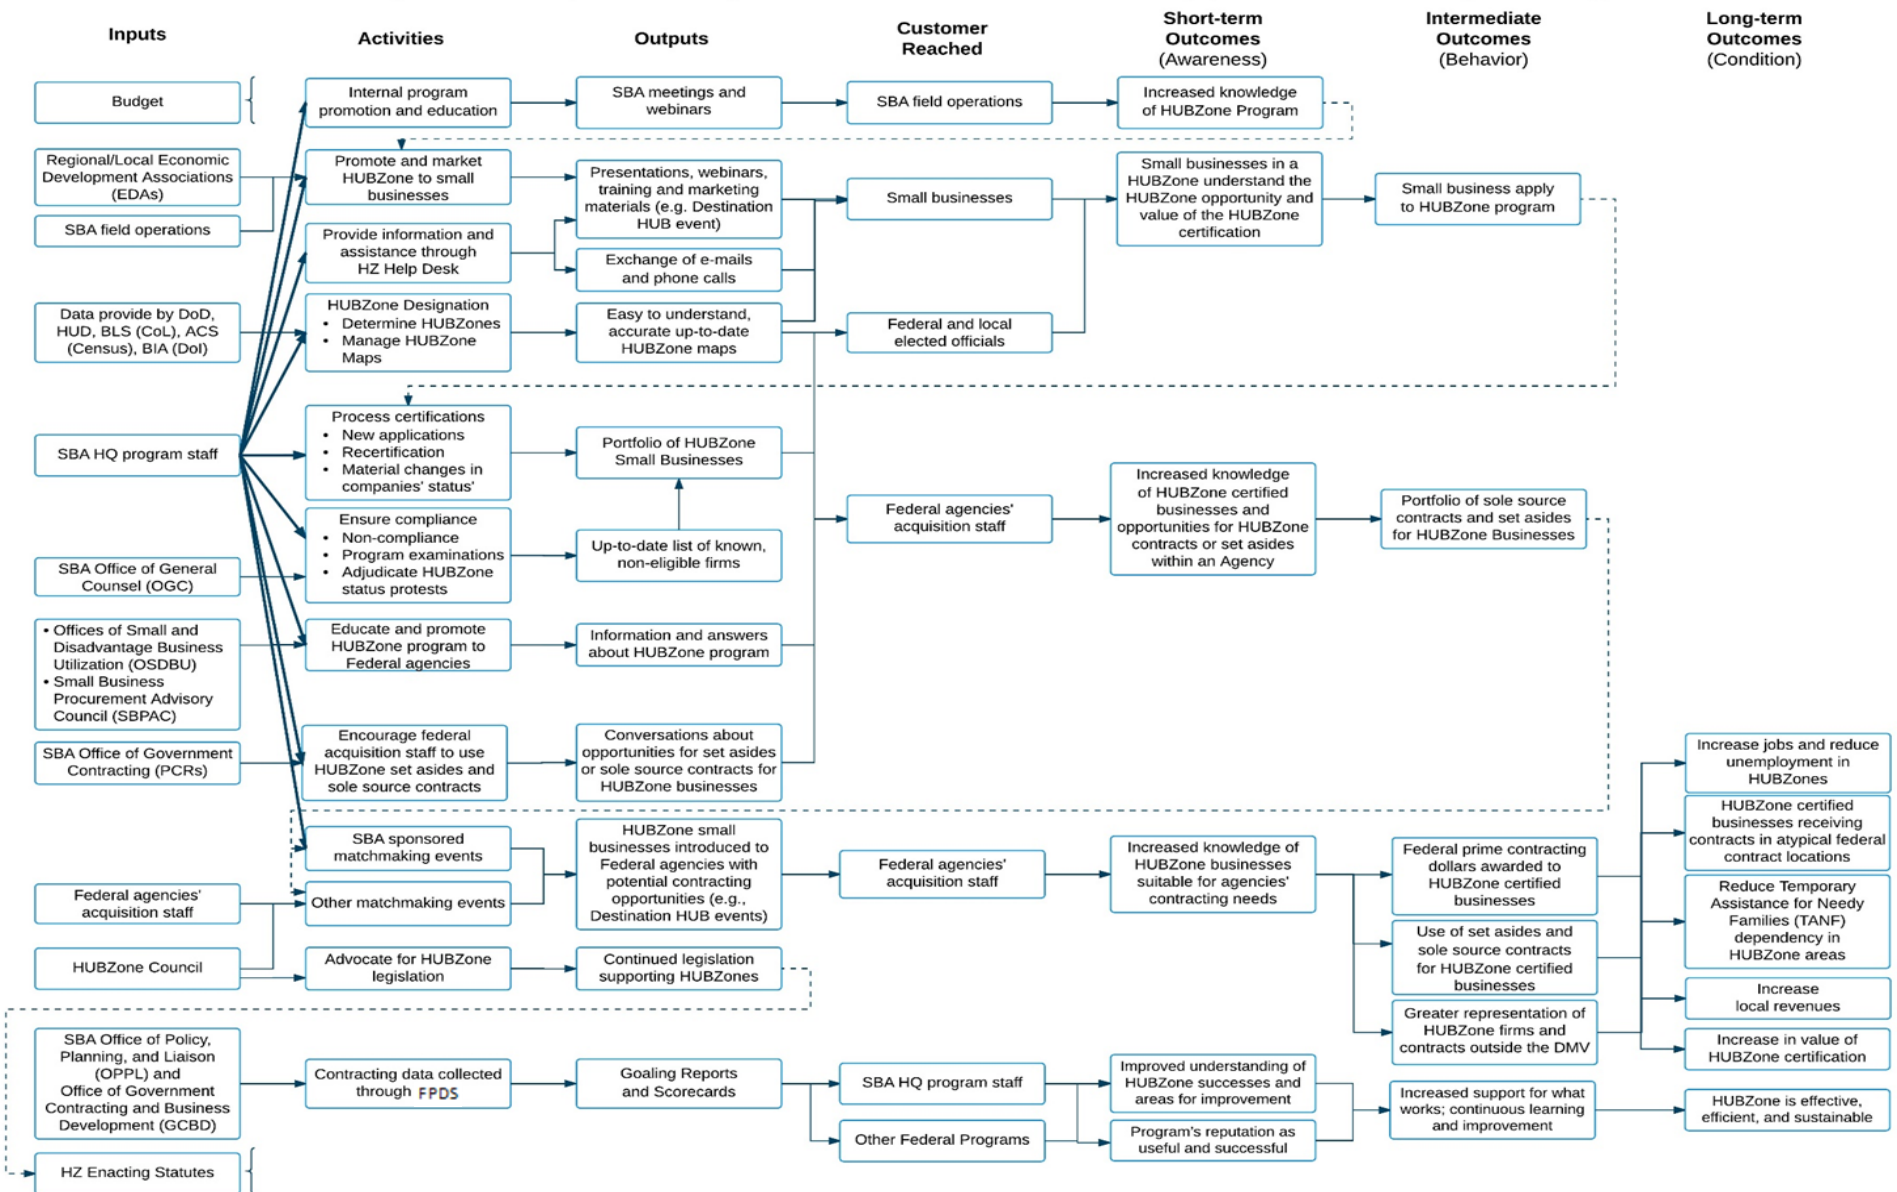 Inputs
Activities
Outputs
Customer
Reached
Short-term
Outcomes
(Awareness)
Intermediate
Outcomes
(Behavior)
Long-term
Outcomes
(Condition)
Budget
Internal program
promotion and education
SBA meetings and
webinars
SBA field operations
Increased knowledge
of HUBZone Program
Regional/Local Economic
Development Associations
(EDAs)
SBA field operations
Promote and market
HUBZone to small
businesses
Provide information and
assistance through
HZ Help Desk
Presentations, webinars,
training and marketing
materials (e.g. Destination
HUB event)
Exchange of e-mails
and phone calls
Small businesses
Small businesses in a
HUBZone understand the
HUBZone opportunity and
value of the HUBZone
certification
Small business apply
to HUBZone program
Data provide by DoD,
HUD, BLS (CoL), ACS
(Census), BIA (DoI)
HUBZone Designation
• Determine HUBZones
• Manage HUBZone
Maps
Easy to understand,
accurate up-to-date
HUBZone maps
Federal and local
elected officials
SBA HQ program staff
Process certifications
• New applications
• Recertification
• Material changes in
companies' status'
Portfolio of HUBZone
Small Businesses
Ensure compliance
• Non-compliance
• Program examinations
• Adjudicate HUBZone
status protests
Up-to-date list of known,
non-eligible firms
Federal agencies'
acquisition staff
Increased knowledge
of HUBZone certified
businesses and
opportunities for HUBZone
contracts or set asides
within an Agency
Portfolio of sole source
contracts and set asides
for HUBZone Businesses
SBA Office of General
Counsel (OGC)
• Offices of Small and
Disadvantage Business
Utilization (OSDBU)
• Small Business
Procurement Advisory
Council (SBPAC)
Educate and promote
HUBZone program to
Federal agencies
Information and answers
about HUBZone program
SBA Office of Government
Contracting (PCRs)
Encourage federal
acquisition staff to use
HUBZone set asides and
sole source contracts
Conversations about
opportunities for set asides
or sole source contracts for
HUBZone businesses
SBA sponsored
matchmaking events
Federal agencies'
acquisition staff
Other matchmaking events
HUBZone small
businesses introduced to
Federal agencies with
potential contracting
opportunities (e.g.,
Destination HUB events)
Federal agencies'
acquisition staff
Increased knowledge of
HUBZone businesses
suitable for agencies'
contracting needs
Federal prime contracting
dollars awarded to
HUBZone certified
businesses
Use of set asides and
sole source contracts
for HUBZone certified
businesses
Greater representation of
HUBZone firms and
contracts outside the DMV
Increase jobs and reduce
unemployment in
HUBZones
HUBZone certified
businesses receiving
contracts in atypical federal
contract locations
Reduce Temporary
Assistance for Needy
Families (TANF)
dependency in
HUBZone areas
Increase
local revenues
Increase in value of
HUBZone certification
HUBZone Council
Advocate for HUBZone
legislation
Continued legislation
supporting HUBZones
SBA Office of Policy,
Planning, and Liaison
(OPPL) and
Office of Government
Contracting and Business
Development (GCBD)
Contracting data collected
through FPDS
Goaling Reports
and Scorecards
SBA HQ program staff
Other Federal Programs
Improved understanding of
HUBZone successes and
areas for improvement
Program's reputation as
useful and successful
Increased support for what
works; continuous learning
and improvement
HUBZone is effective,
efficient, and sustainable
HZ Enacting Statutes